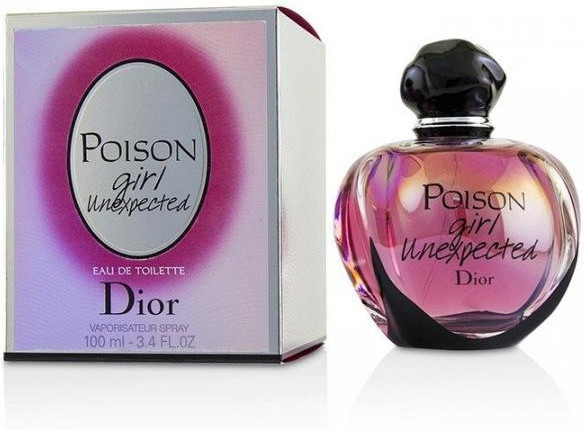 POISON
girl
Unexpected
EAU DE TOILETTE
Dior
VAPORISATEUR SPRAY
100 ml - 3.4 FL.OZ
POISON
girl
Unexpected
Dior